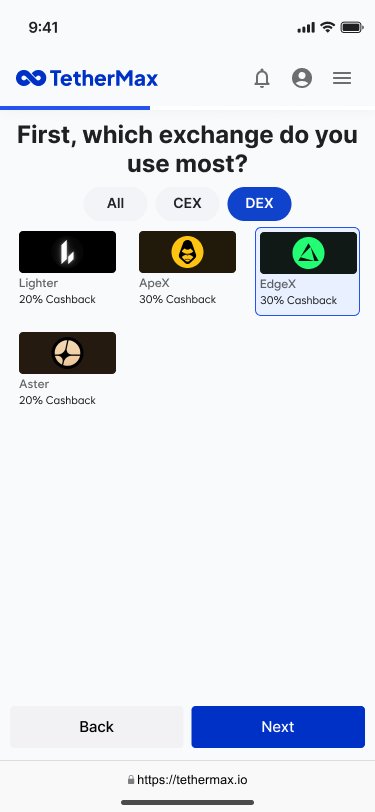 9:41
TetherMax
First, which exchange do you
use most?
All CEX DEX
Lighter ApeX EdgeX
20% Cashback 30% Cashback 30% Cashback
Aster
20% Cashback
Back Next
https://tethermax.io